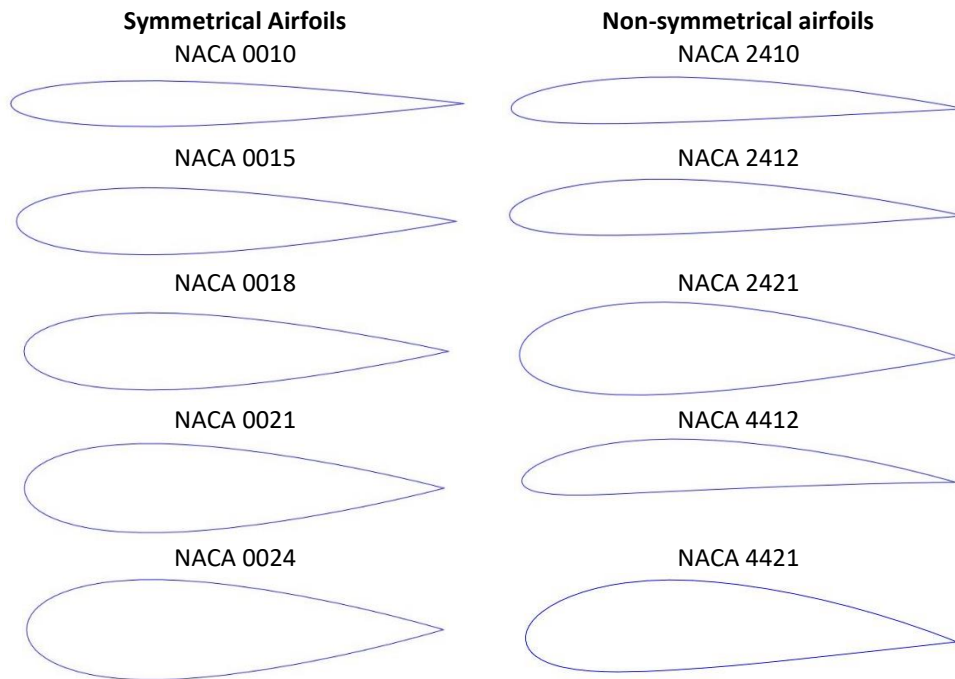 Symmetrical Airfoils
NACA 0010
NACA 0015
NACA 0018
NACA 0021
NACA 0024
Non-symmetrical airfoils
NACA 2410
NACA 2412
NACA 2421
NACA 4412
NACA 4421